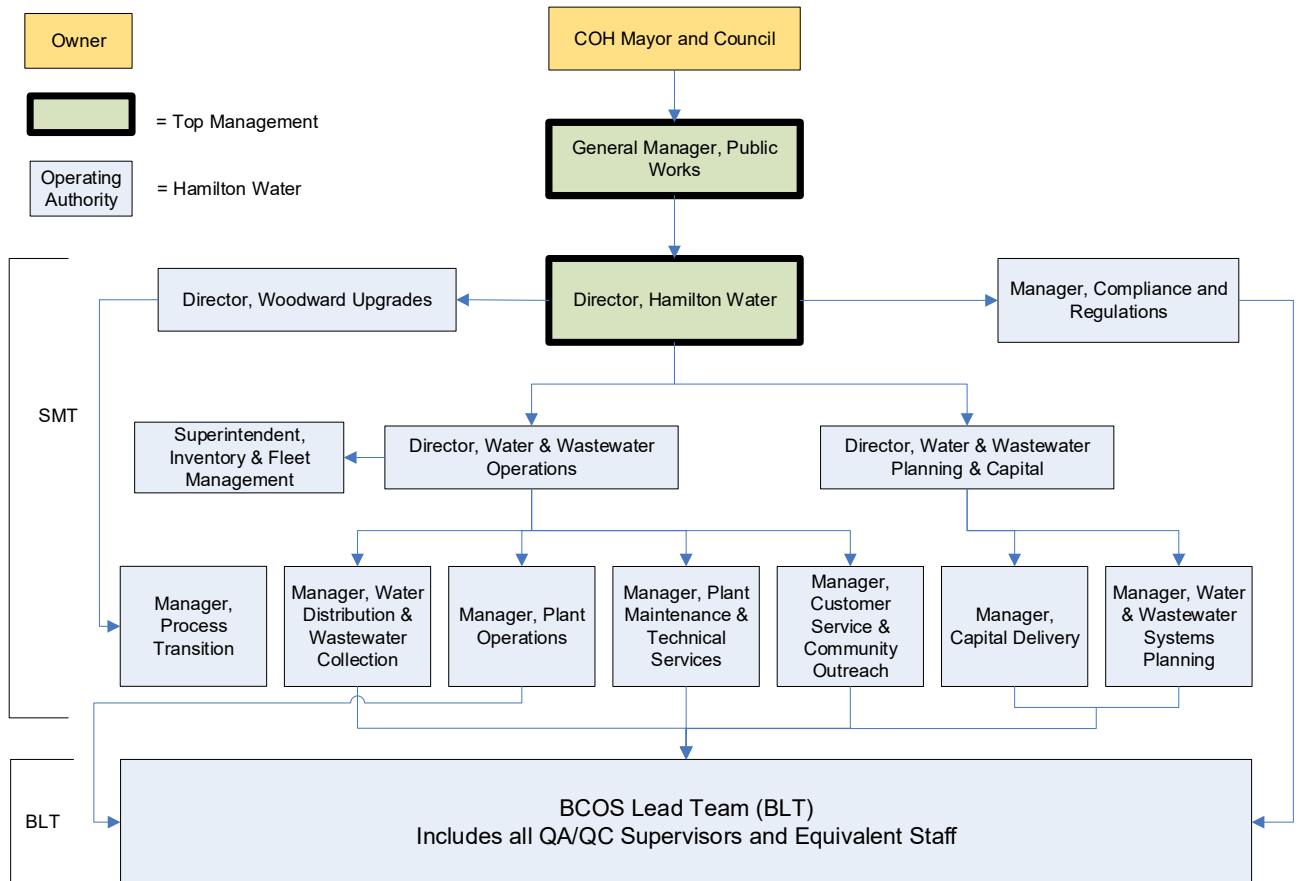 Owner
COH Mayor and Council
= Top Management
General Manager, Public
Works
Operating
Authority
= Hamilton Water
Director, Woodward Upgrades
Director, Hamilton Water
Manager, Compliance and
Regulations
SMT
Superintendent,
Inventory & Fleet
Management
Director, Water & Wastewater
Operations
Director, Water & Wastewater
Planning & Capital
Manager,
Process
Transition
Manager, Water
Distribution &
Wastewater
Collection
Manager, Plant
Operations
Manager, Plant
Maintenance &
Technical
Services
Manager,
Customer
Service &
Community
Outreach
Manager,
Capital Delivery
Manager, Water
& Wastewater
Systems
Planning
BLT
BCOS Lead Team (BLT)
Includes all QA/QC Supervisors and Equivalent Staff